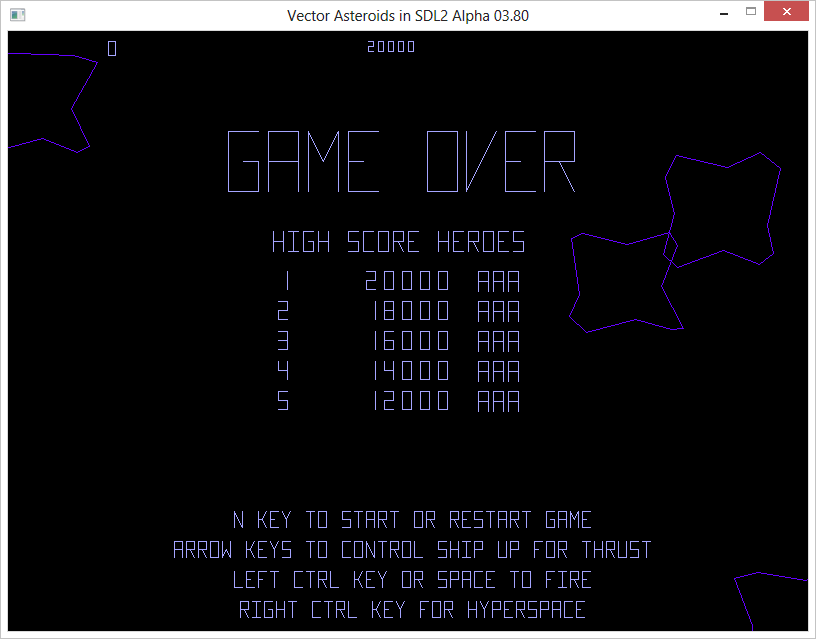 Vector Asteroids in SDL2 Alpha 03.80
0 20000
GAME OVER
HIGH SCORE HEROES
1 20000 AAA
2 18000 AAA
3 16000 AAA
4 14000 AAA
5 12000 AAA
N KEY TO START OR RESTART GAME
ARROW KEYS TO CONTROL SHIP UP FOR THRUST
LEFT CTRL KEY OR SPACE TO FIRE
RIGHT CTRL KEY FOR HYPERSPACE